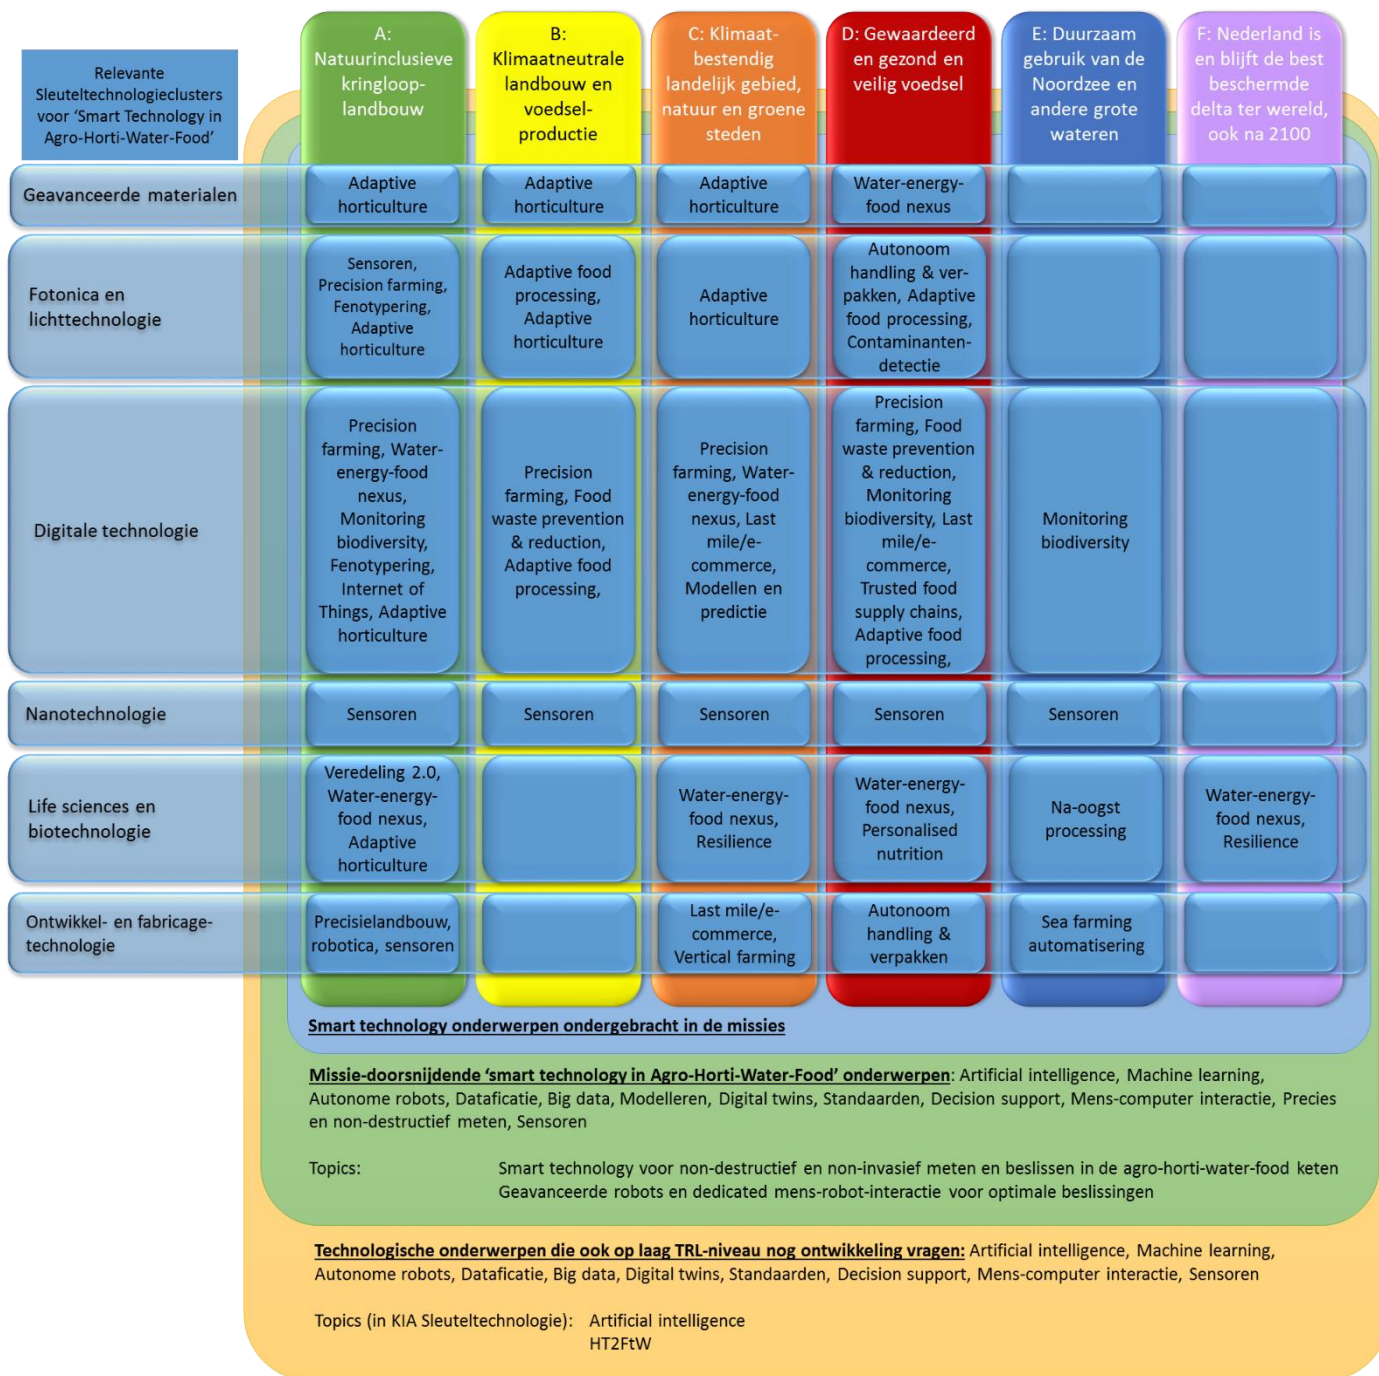 Relevante
Sleuteltechnologieclusters
voor ‘Smart Technology in
Agro-Horti-Water-Food’
A:
Natuurinclusieve
kringloop-
landbouw
B:
Klimaatneutrale
landbouw en
voedsel-
productie
C: Klimaat-
bestendig
landelijk gebied,
natuur en groene
steden
D: Gewaardeerd
en gezond en
veilig voedsel
E: Duurzaam
gebruik van de
Noordzee en
andere grote
wateren
F: Nederland is
en blijft de best
beschermde
delta ter wereld,
ook na 2100
Geavanceerde materialen
Adaptive
horticulture
Adaptive
horticulture
Adaptive
horticulture
Water-energy-
food nexus
Fotonica en
lichttechnologie
Sensoren,
Precision farming,
Fenotypering,
Adaptive
horticulture
Adaptive food
processing,
Adaptive
horticulture
Adaptive
horticulture
Autonoom
handling & ver-
pakken, Adaptive
food processing,
Contaminanten-
detectie
Digitale technologie
Precision
farming, Water-
energy-food
nexus,
Monitoring
biodiversity,
Fenotypering,
Internet of
Things, Adaptive
horticulture
Precision
farming, Food
waste prevention
& reduction,
Adaptive food
processing,
Precision
farming, Water-
energy-food
nexus, Last
mile/e-
commerce,
Modellen en
predictie
Precision
farming, Food
waste prevention
& reduction,
Monitoring
biodiversity, Last
mile/e-
commerce,
Trusted food
supply chains,
Adaptive food
processing,
Monitoring
biodiversity
Nanotechnologie
Sensoren
Sensoren
Sensoren
Sensoren
Sensoren
Life sciences en
biotechnologie
Veredeling 2.0,
Water-energy-
food nexus,
Adaptive
horticulture
Water-energy-
food nexus,
Resilience
Water-energy-
food nexus,
Personalised
nutrition
Na-oogst
processing
Water-energy-
food nexus,
Resilience
Ontwikkel- en fabricage-
technologie
Precisielandbouw,
robotica, sensoren
Last mile/e-
commerce,
Vertical farming
Autonoom
handling &
verpakken
Sea farming
automatisering
Smart technology onderwerpen ondergebracht in de missies
Missie-doorsnijdende ‘smart technology in Agro-Horti-Water-Food’ onderwerpen: Artificial intelligence, Machine learning,
Autonome robots, Dataficatie, Big data, Modelleren, Digital twins, Standaarden, Decision support, Mens-computer interactie, Precies
en non-destructief meten, Sensoren
Topics: Smart technology voor non-destructief en non-invasief meten en beslissen in de agro-horti-water-food keten
Geavanceerde robots en dedicated mens-robot-interactie voor optimale beslissingen
Technologische onderwerpen die ook op laag TRL-niveau nog ontwikkeling vragen: Artificial intelligence, Machine learning,
Autonome robots, Dataficatie, Big data, Digital twins, Standaarden, Decision support, Mens-computer interactie, Sensoren
Topics (in KIA Sleuteltechnologie): Artificial intelligence
HT2FtW